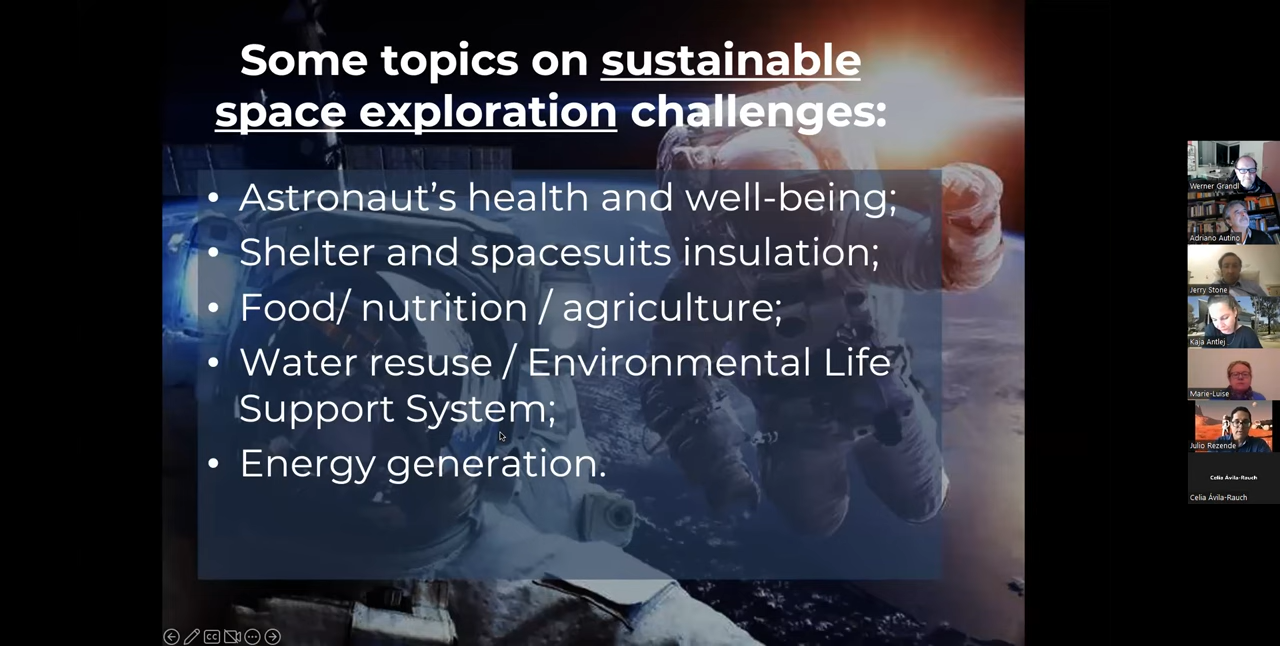 Some topics on sustainable
space exploration challenges:
• Astronaut’s health and well-being;
• Shelter and spacesuits insulation;
• Food/ nutrition / agriculture;
• Water resuse / Environmental Life
Support System;
• Energy generation.
Werner Grandl
Adriano Autino
Jerry Stone
Kaja Antlej
Marie-Luise
Julio Rezende
Celia Ávila-Rauch
Celia Ávila-Rauch
CC